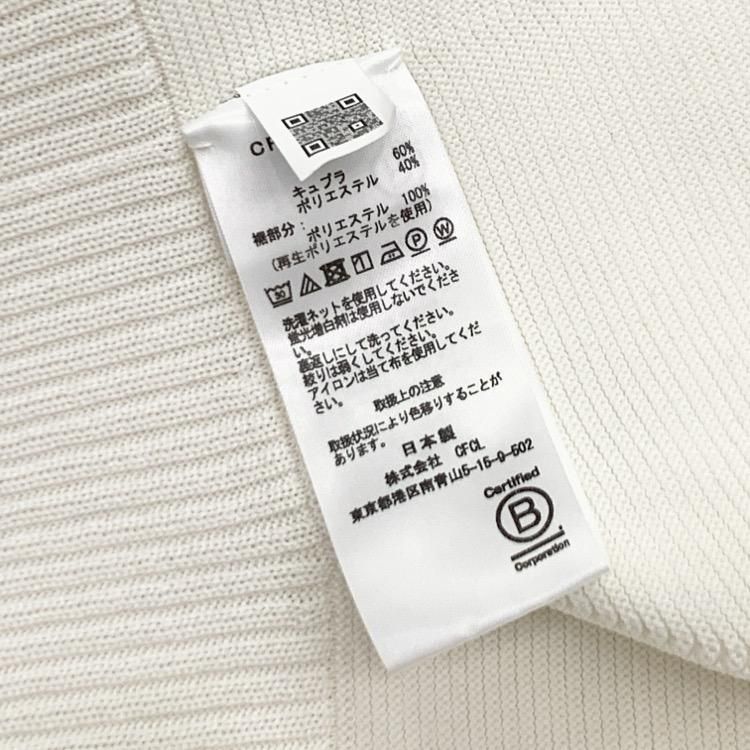 CF
キュプラ 60%
ポリエステル 40%
裾部分: ポリエステル 100%
(再生ポリエステルを使用)
30
P W
洗濯ネットを使用してください。
蛍光増白剤は使用しないでくださ
い。
裏返しにして洗ってください。
絞りは弱くしてください。
アイロンは当て布を使用してくだ
さい。
取扱上の注意
取扱状況により色移りすることが
あります。
日本製
株式会社 CFCL
東京都港区南青山5-15-9-502
Certified
B
Corporation